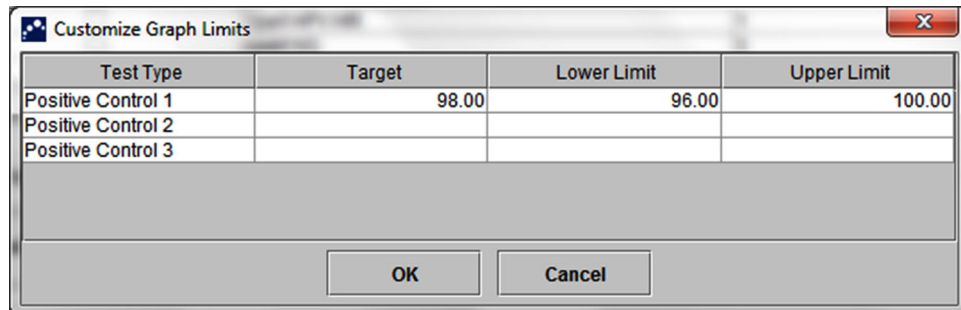 Customize Graph Limits
Test Type Target Lower Limit Upper Limit
Positive Control 1 98.00 96.00 100.00
Positive Control 2
Positive Control 3
OK Cancel